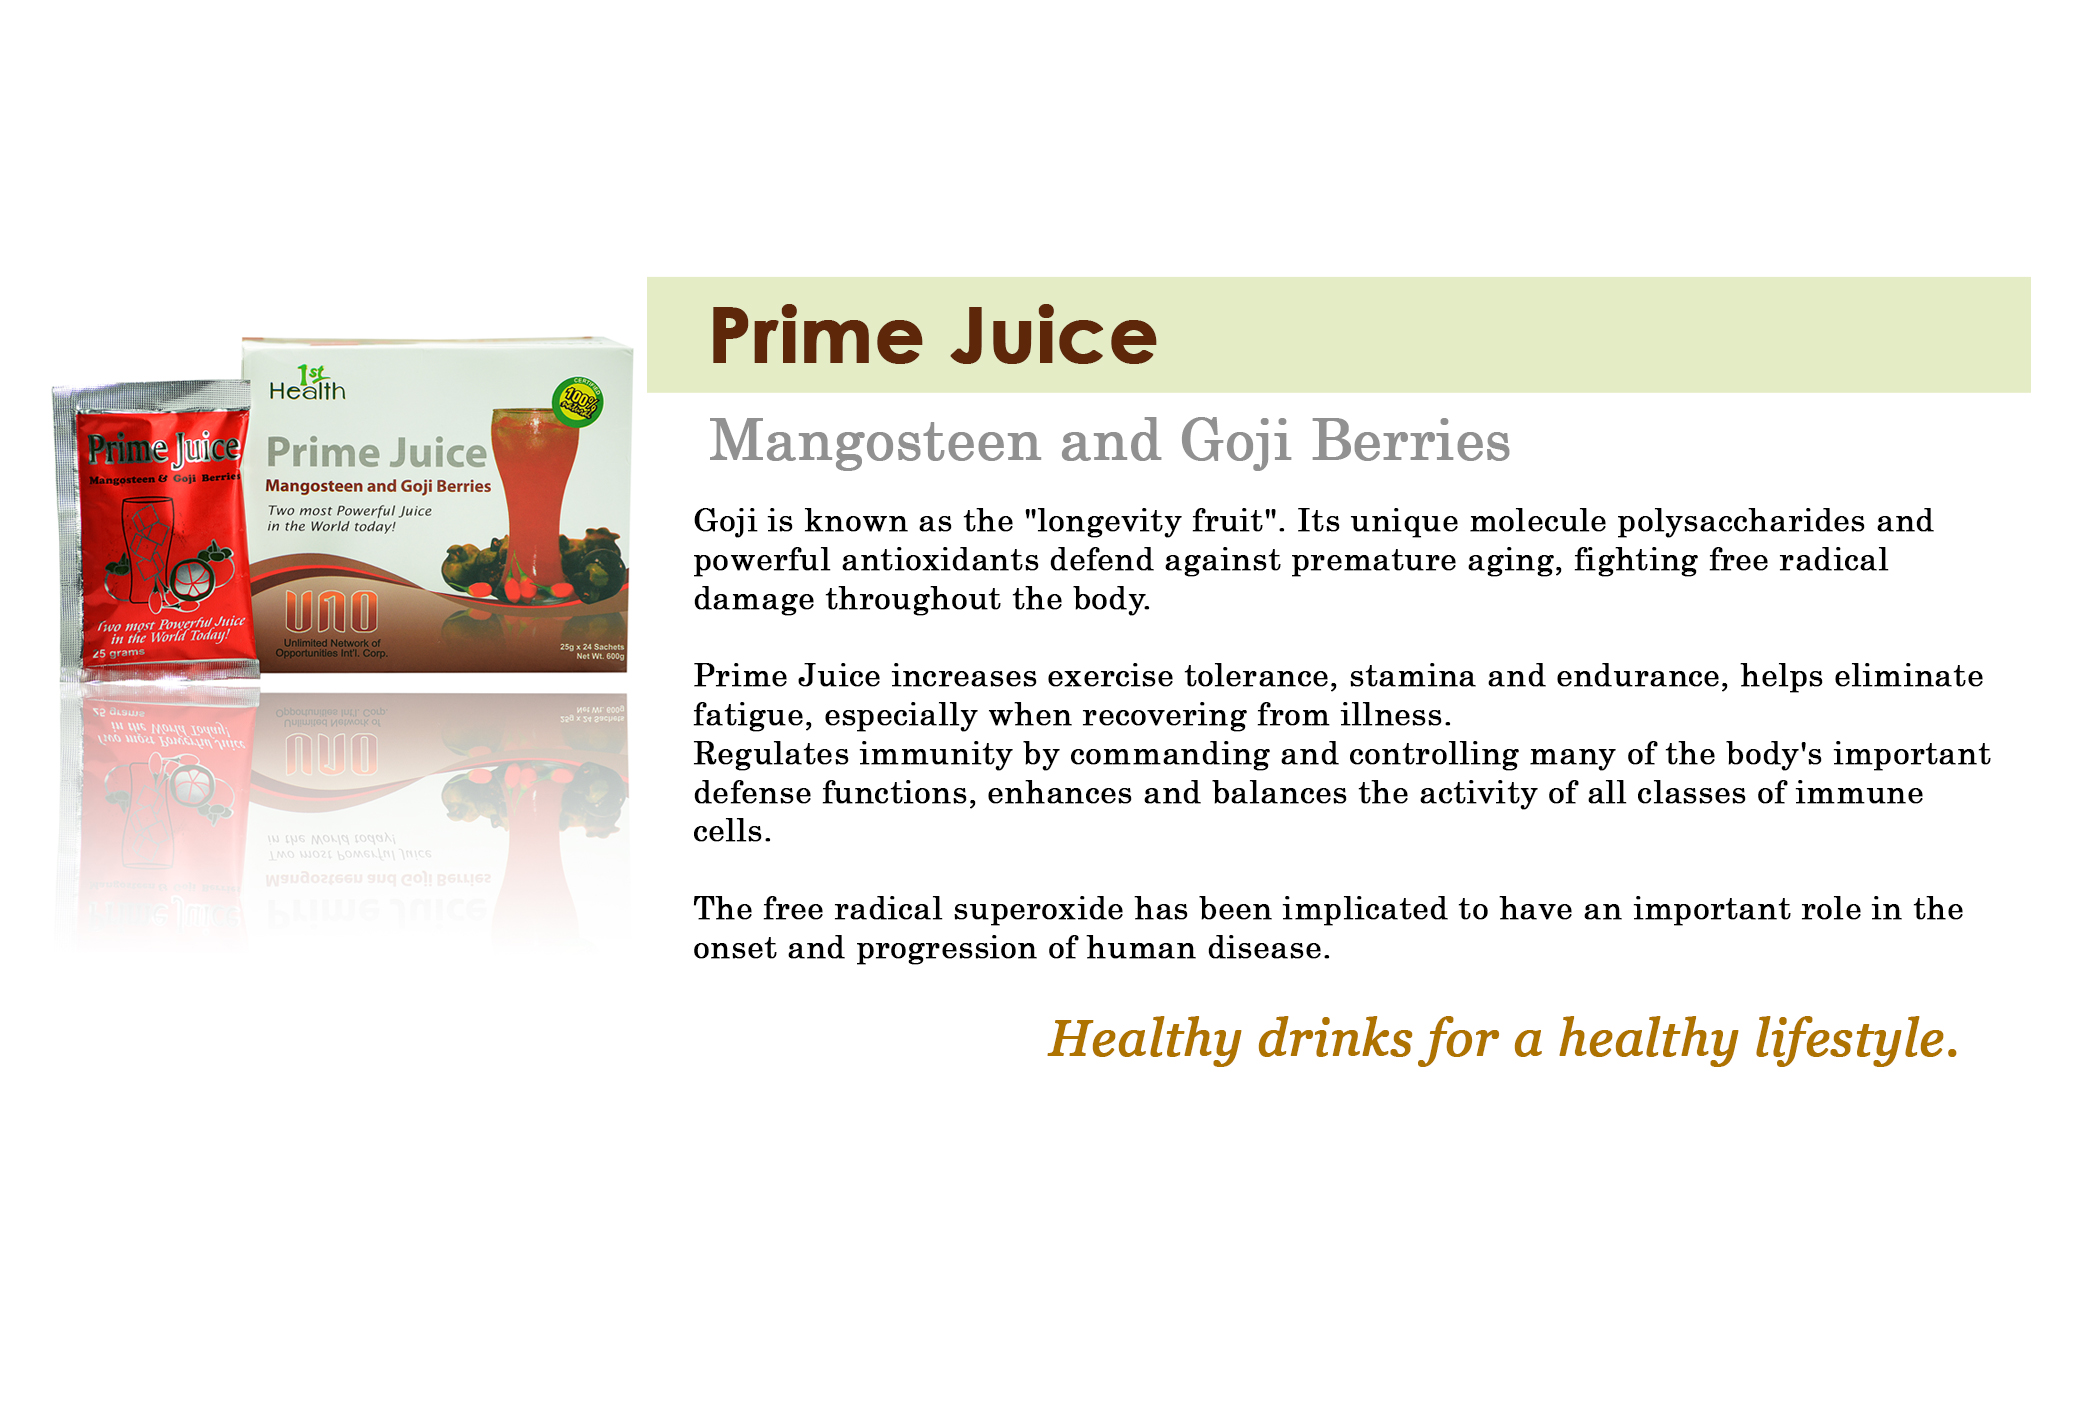 Prime Juice
Mangosteen and Goji Berries
Goji is known as the "longevity fruit". Its unique molecule polysaccharides and
powerful antioxidants defend against premature aging, fighting free radical
damage throughout the body.
Prime Juice increases exercise tolerance, stamina and endurance, helps eliminate
fatigue, especially when recovering from illness.
Regulates immunity by commanding and controlling many of the body's important
defense functions, enhances and balances the activity of all classes of immune
cells.
The free radical superoxide has been implicated to have an important role in the
onset and progression of human disease.
Healthy drinks for a healthy lifestyle.
1st
Health
CERTIFIED
100%
natural
Prime Juice
Mangosteen and Goji Berries
Two most Powerful Juice
in the World today!
UNO
Unlimited Network of
Opportunities Int'l. Corp.
25g x 24 Sachets
Net Wt. 600g
Prime Juice
Mangosteen & Goji Berries
Two most Powerful Juice
in the World Today!
25 grams